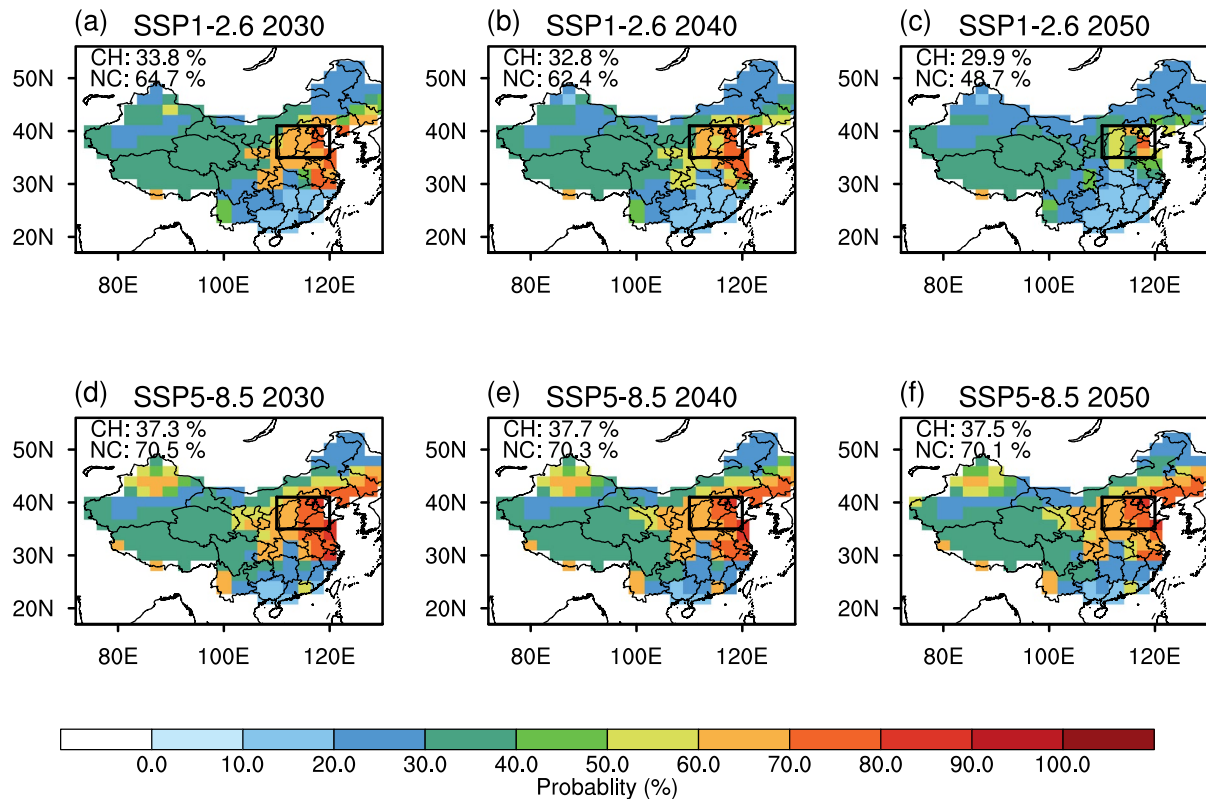 (a) SSP1-2.6 2030
CH: 33.8 %
NC: 64.7 %
50N
40N
30N
20N
80E 100E 120E
(b) SSP1-2.6 2040
CH: 32.8 %
NC: 62.4 %
50N
40N
30N
20N
80E 100E 120E
(c) SSP1-2.6 2050
CH: 29.9 %
NC: 48.7 %
50N
40N
30N
20N
80E 100E 120E
(d) SSP5-8.5 2030
CH: 37.3 %
NC: 70.5 %
50N
40N
30N
20N
80E 100E 120E
(e) SSP5-8.5 2040
CH: 37.7 %
NC: 70.3 %
50N
40N
30N
20N
80E 100E 120E
(f) SSP5-8.5 2050
CH: 37.5 %
NC: 70.1 %
50N
40N
30N
20N
80E 100E 120E
0.0 10.0 20.0 30.0 40.0 50.0 60.0 70.0 80.0 90.0 100.0
Probablity (%)